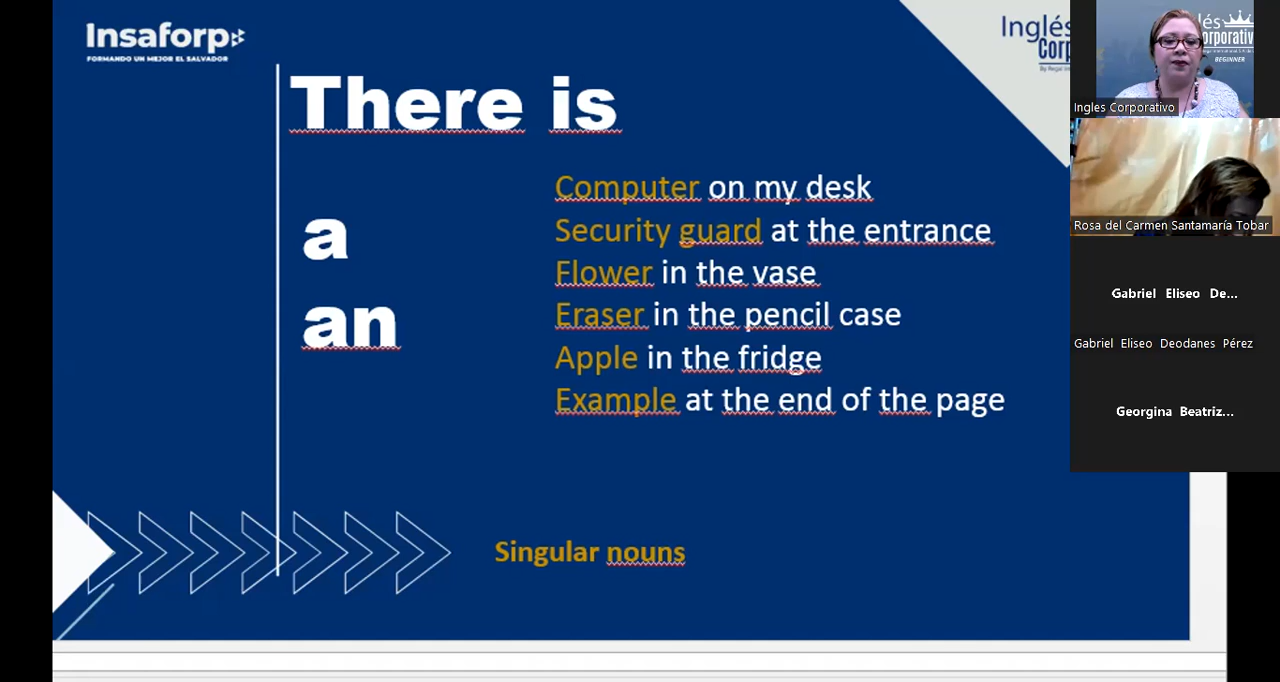 Insaforp
FORMANDO UN MEJOR EL SALVADOR
Inglés
Corp
There is
a
an
Computer on my desk
Security guard at the entrance
Flower in the vase
Eraser in the pencil case
Apple in the fridge
Example at the end of the page
Singular nouns
BEGINNER
Ingles Corporativo
Rosa del Carmen Santamaría Tobar
Gabriel Eliseo De...
Gabriel Eliseo Deodanes Pérez
Georgina Beatriz...